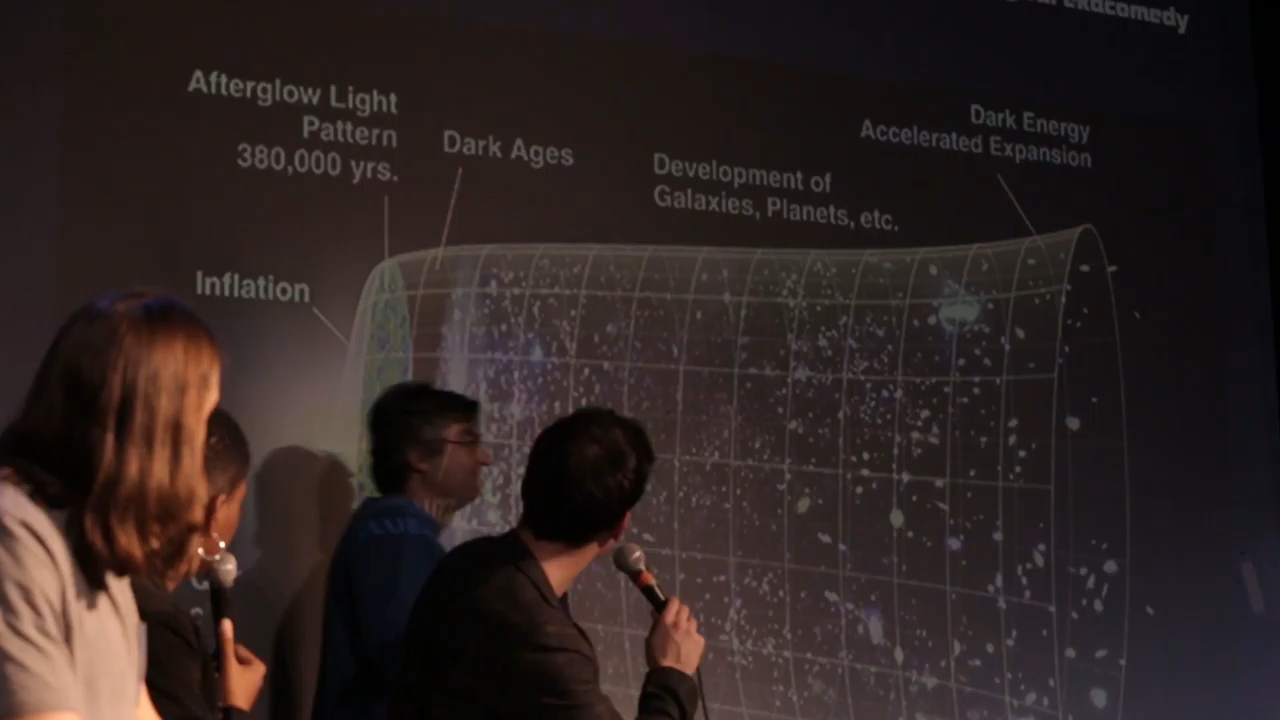 Afterglow Light
Pattern
380,000 yrs.
Dark Ages
Development of
Galaxies, Planets, etc.
Dark Energy
Accelerated Expansion
Inflation